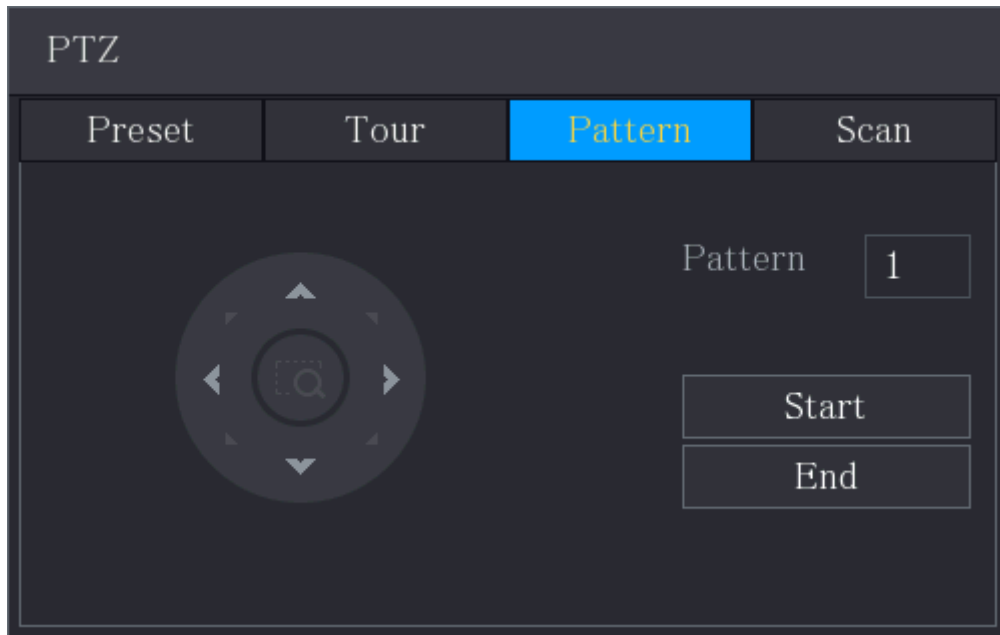 PTZ
Preset Tour Pattern Scan
Pattern 1
Start
End